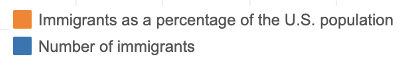 Immigrants as a percentage of the U.S. population
Number of immigrants